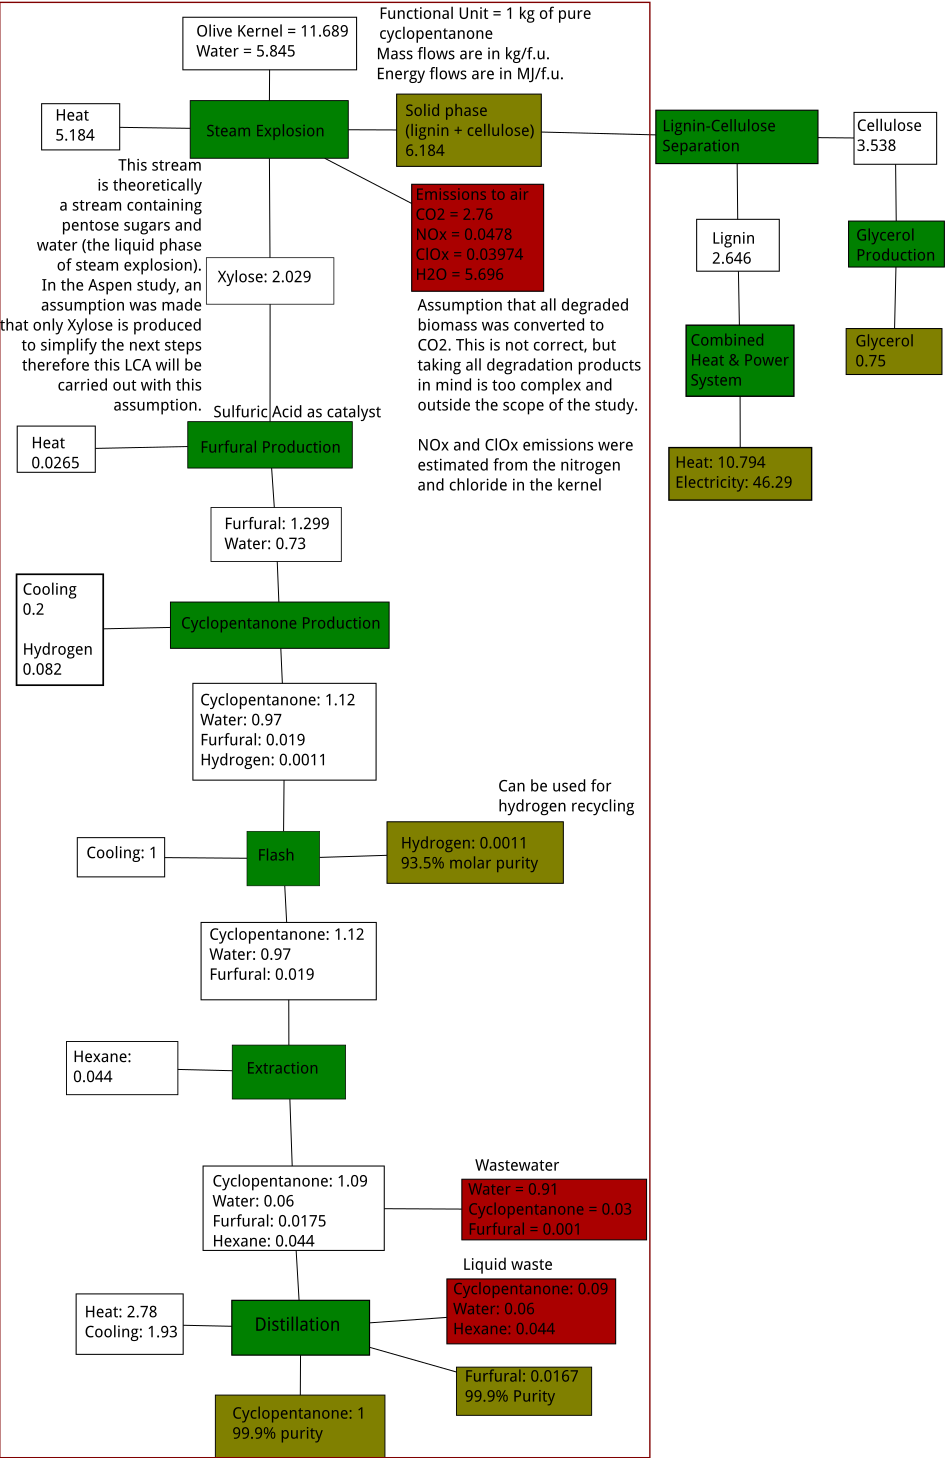 Functional Unit = 1 kg of pure
cyclopentanone
Mass flows are in kg/f.u.
Energy flows are in MJ/f.u.
Olive Kernel = 11.689
Water = 5.845
Heat
5.184
Steam Explosion
Solid phase
(lignin + cellulose)
6.184
Lignin-Cellulose
Separation
Cellulose
3.538
This stream
is theoretically
a stream containing
pentose sugars and
water (the liquid phase
of steam explosion).
In the Aspen study, an
assumption was made
that only Xylose is produced
to simplify the next steps
therefore this LCA will be
carried out with this
assumption.
Emissions to air
CO2 = 2.76
NOx = 0.0478
ClOx = 0.03974
H2O = 5.696
Lignin
2.646
Glycerol
Production
Xylose: 2.029
Assumption that all degraded
biomass was converted to
CO2. This is not correct, but
taking all degradation products
in mind is too complex and
outside the scope of the study.
NOx and ClOx emissions were
estimated from the nitrogen
and chloride in the kernel
Combined
Heat & Power
System
Glycerol
0.75
Heat: 10.794
Electricity: 46.29
Sulfuric Acid as catalyst
Heat
0.0265
Furfural Production
Furfural: 1.299
Water: 0.73
Cooling
0.2
Hydrogen
0.082
Cyclopentanone Production
Cyclopentanone: 1.12
Water: 0.97
Furfural: 0.019
Hydrogen: 0.0011
Can be used for
hydrogen recycling
Cooling: 1
Flash
Hydrogen: 0.0011
93.5% molar purity
Cyclopentanone: 1.12
Water: 0.97
Furfural: 0.019
Hexane:
0.044
Extraction
Cyclopentanone: 1.09
Water: 0.06
Furfural: 0.0175
Hexane: 0.044
Wastewater
Water = 0.91
Cyclopentanone = 0.03
Furfural = 0.001
Liquid waste
Cyclopentanone: 0.09
Water: 0.06
Hexane: 0.044
Heat: 2.78
Cooling: 1.93
Distillation
Furfural: 0.0167
99.9% Purity
Cyclopentanone: 1
99.9% purity